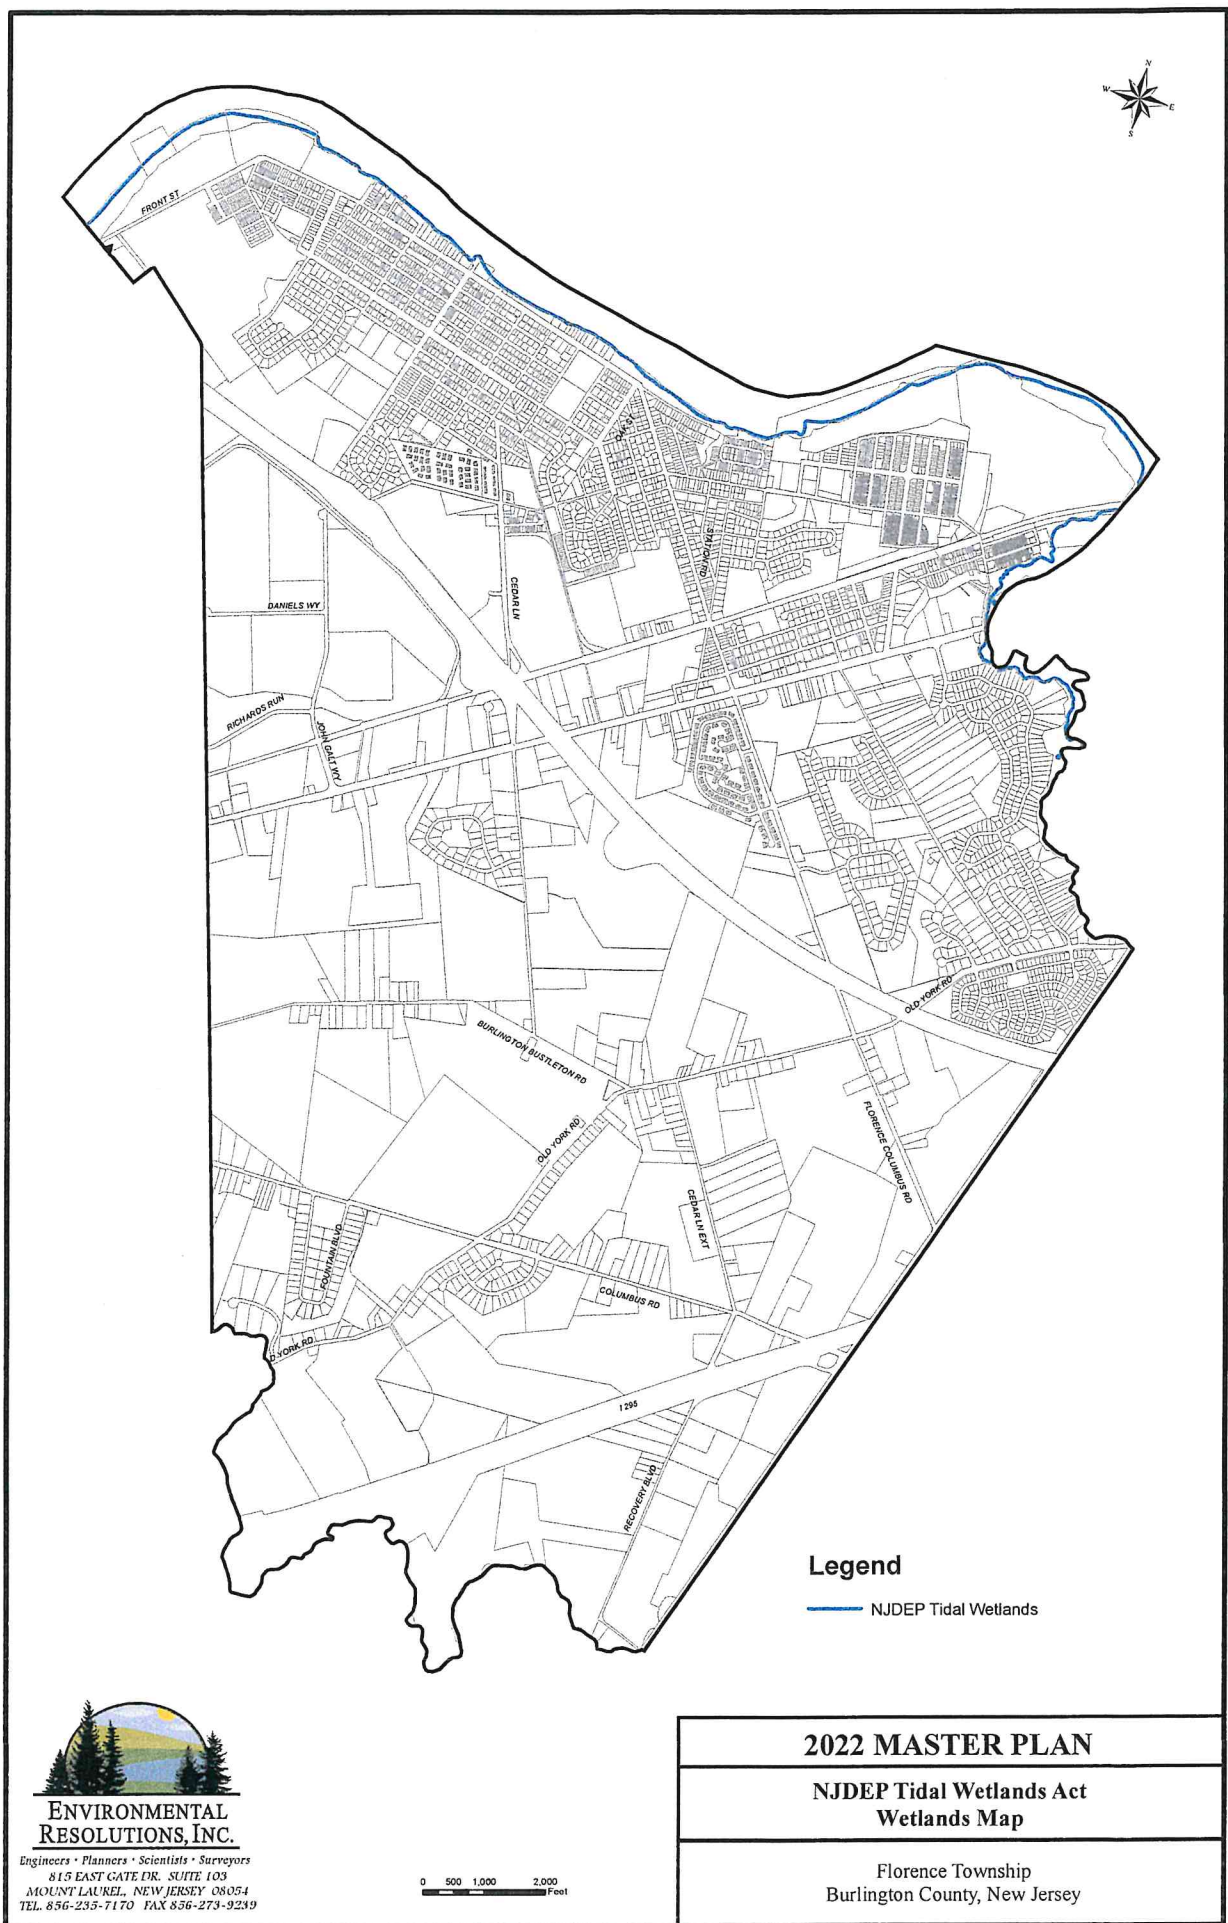 N
W
E
S
FRONT ST
OAK ST
STATION RD
CEDAR LN
DANIELS WY
RICHARDS RUN
JOHN GALT WY
OLD YORK RD
BURLINGTON BUSTLETON RD
OLD YORK RD
FLORENCE COLUMBUS RD
CEDAR LN EXT
FOUNTAIN BLVD
COLUMBUS RD
D YORK RD
I 295
RECOVERY BLVD
Legend
NJDEP Tidal Wetlands
ENVIRONMENTAL
RESOLUTIONS, INC.
Engineers • Planners • Scientists • Surveyors
815 EAST GATE DR. SUITE 103
MOUNT LAUREL, NEW JERSEY 08054
TEL. 856-235-7170 FAX 856-273-9239
0 500 1,000 2,000
Feet
2022 MASTER PLAN
NJDEP Tidal Wetlands Act
Wetlands Map
Florence Township
Burlington County, New Jersey